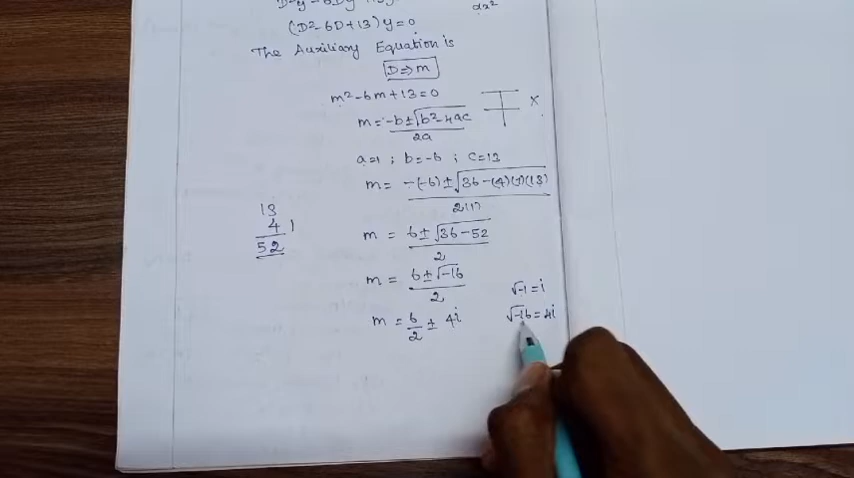 (D²-6D+13)y=0
dx²
The Auxiliary Equation is
D⇒m
m²-6m+13=0
m=-b±√b²-4ac
2a
x
a=1 ; b=-6 ; c=13
m= -(-6)±√36-(4)(1)(13)
2(1)
13
4
52
m = 6±√36-52
2
m = 6±√-16
2
√-1=i
m = 6/2 ± 4i
√-16=4i